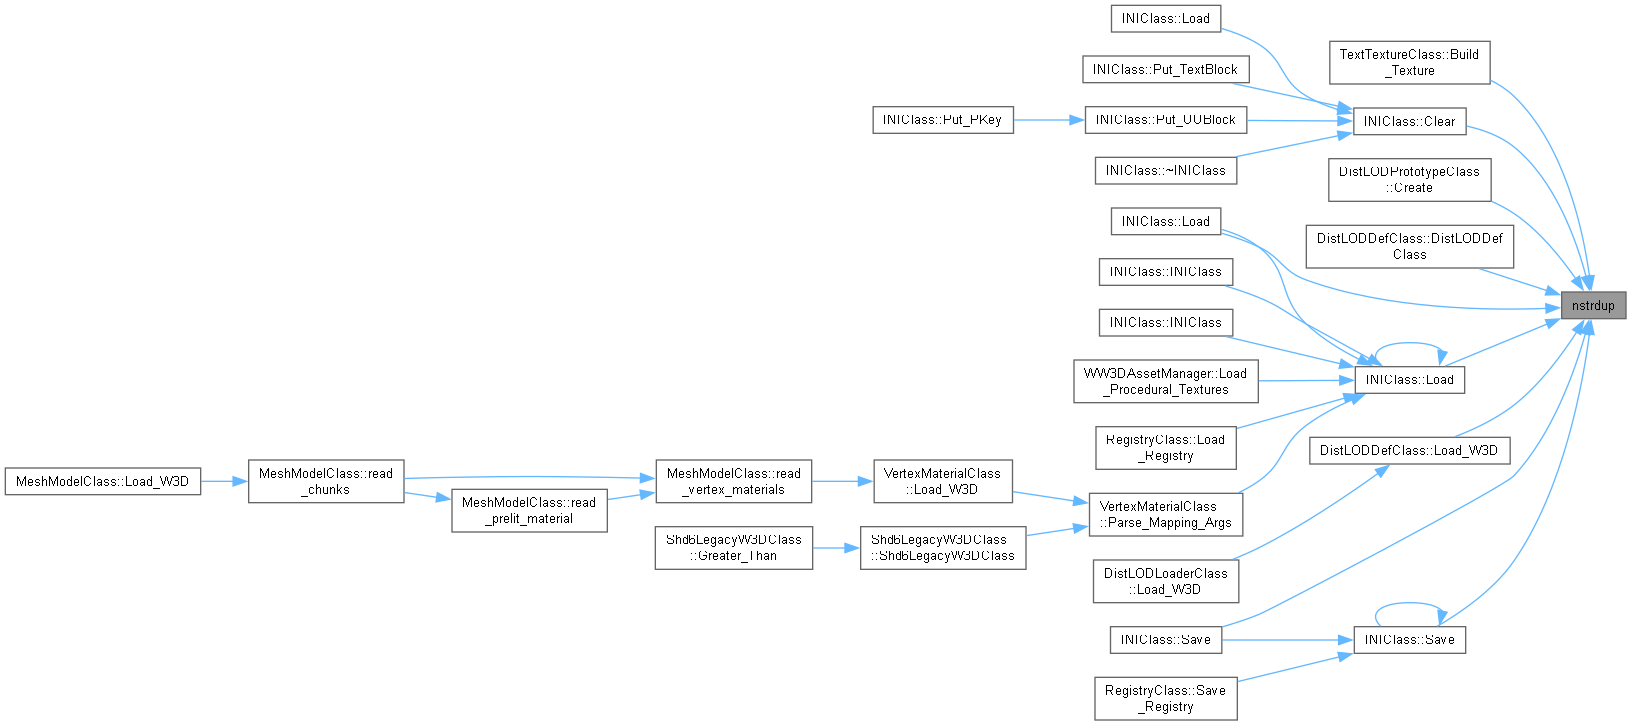 INIClass::Load
TextTextureClass::Build
_Texture
INIClass::Put_TextBlock
INIClass::Put_PKey
INIClass::Put_UUBlock
INIClass::Clear
INIClass::~INIClass
DistLODPrototypeClass
::Create
INIClass::Load
DistLODDefClass::DistLODDef
Class
INIClass::INIClass
nstrdup
INIClass::INIClass
WW3DAssetManager::Load
_Procedural_Textures
INIClass::Load
RegistryClass::Load
_Registry
DistLODDefClass::Load_W3D
MeshModelClass::Load_W3D
MeshModelClass::read
_chunks
MeshModelClass::read
_prelit_material
MeshModelClass::read
_vertex_materials
VertexMaterialClass
::Load_W3D
VertexMaterialClass
::Parse_Mapping_Args
Shd6LegacyW3DClass
::Greater_Than
Shd6LegacyW3DClass
::Shd6LegacyW3DClass
DistLODLoaderClass
::Load_W3D
INIClass::Save
INIClass::Save
RegistryClass::Save
_Registry